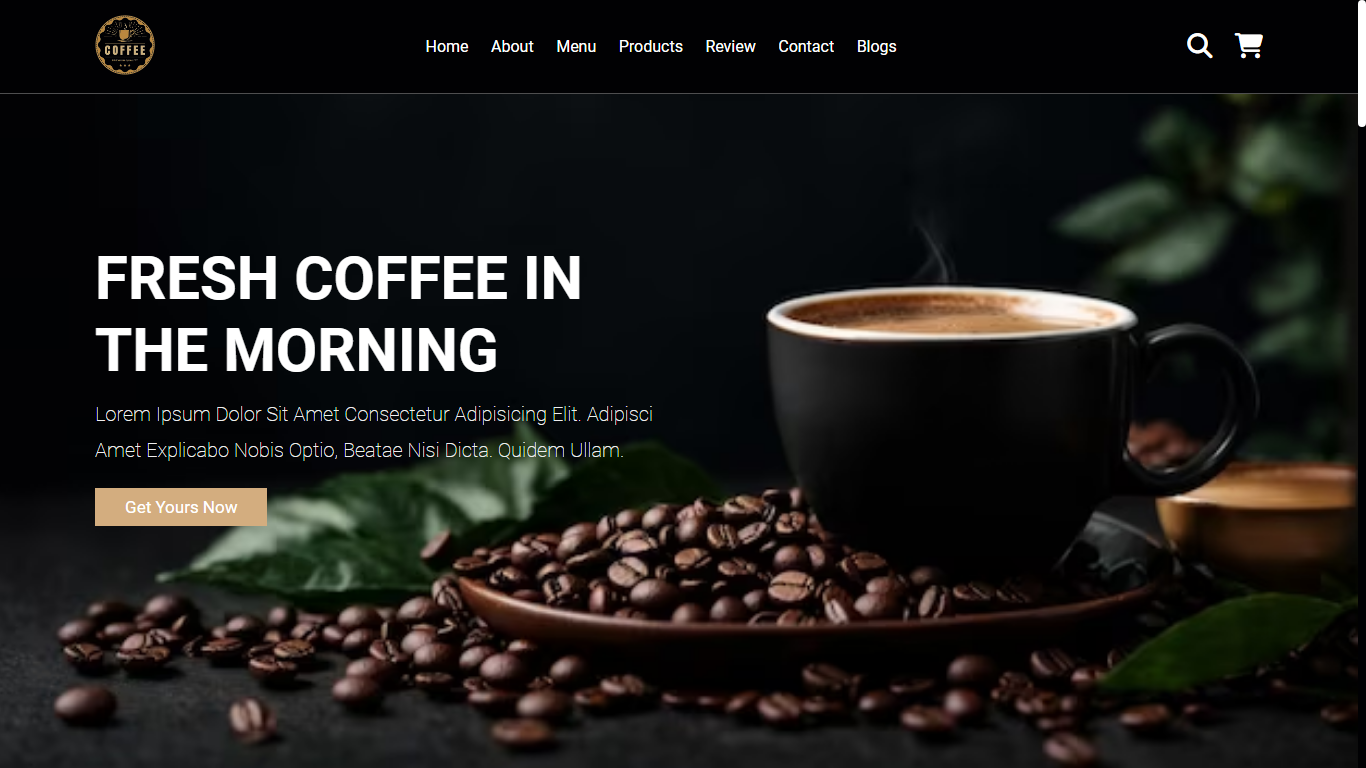 COFFEE
Home About Menu Products Review Contact Blogs
FRESH COFFEE IN
THE MORNING
Lorem Ipsum Dolor Sit Amet Consectetur Adipisicing Elit. Adipisci
Amet Explicabo Nobis Optio, Beatae Nisi Dicta. Quidem Ullam.
Get Yours Now